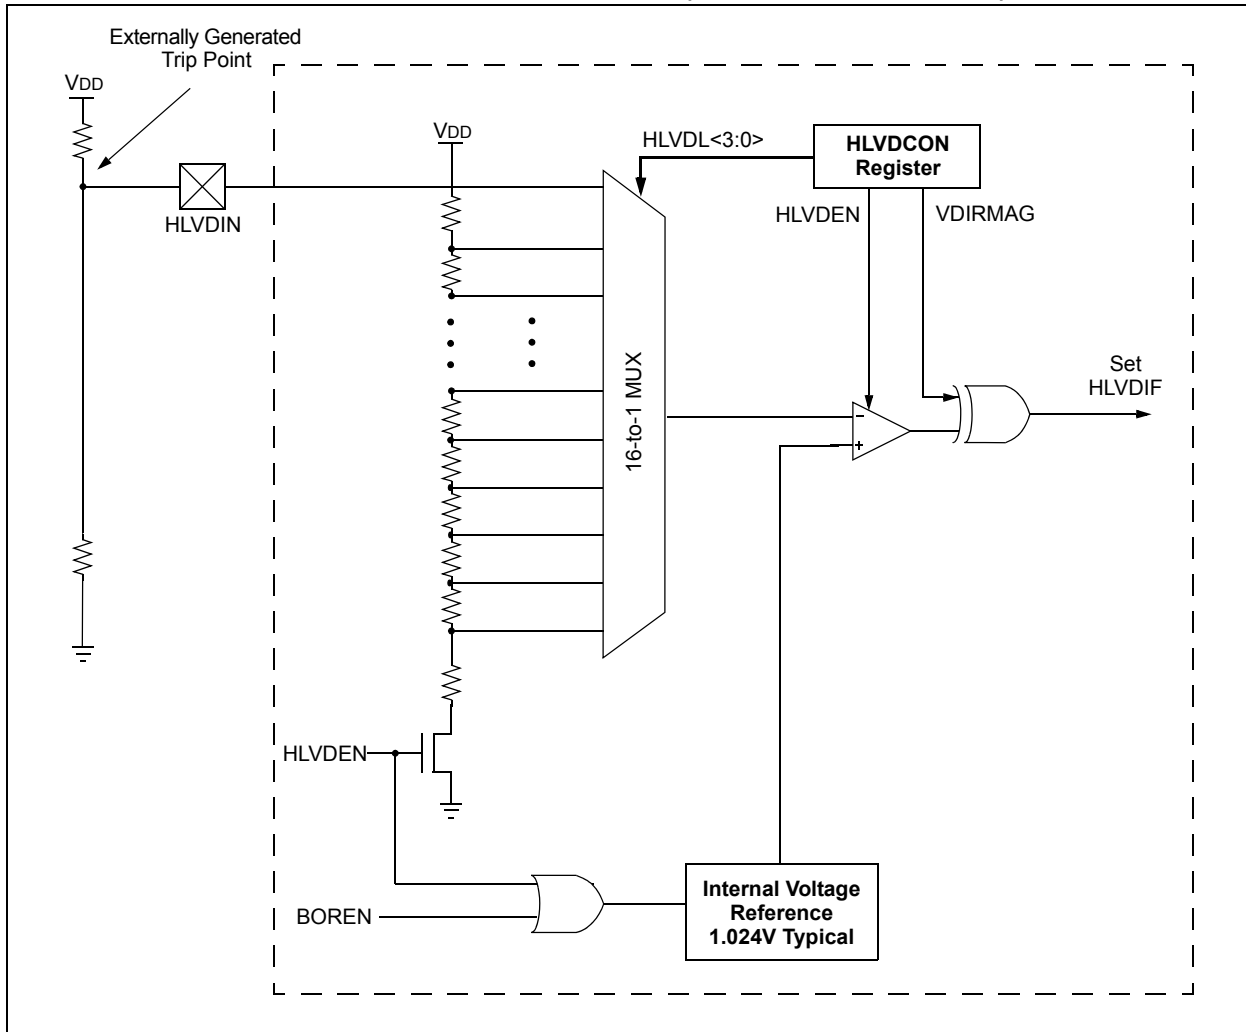 Externally Generated
Trip Point
VDD
VDD
HLVDIN
HLVDL<3:0>
HLVDCON
Register
HLVDEN
VDIRMAG
16-to-1 MUX
–
+
Set
HLVDIF
HLVDEN
BOREN
Internal Voltage
Reference
1.024V Typical